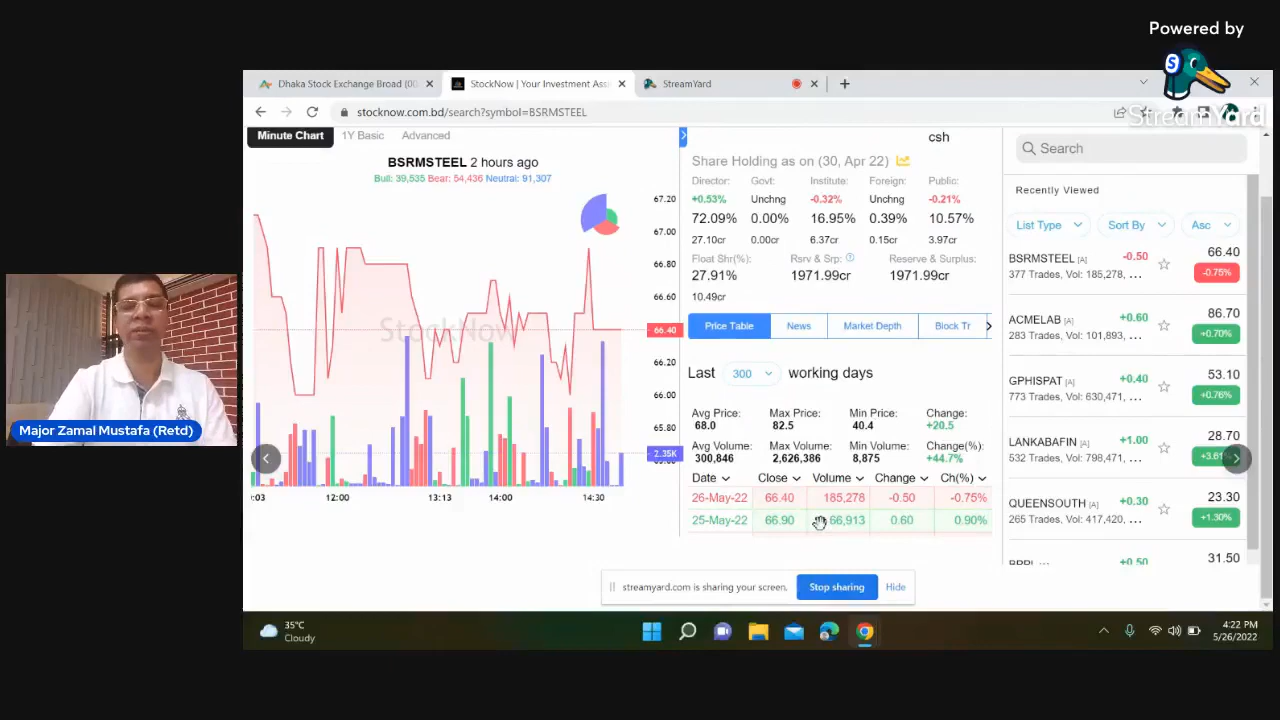 Powered by
S
StreamYard
Dhaka Stock Exchange Broad (00
StockNow | Your Investment Assi
StreamYard
stocknow.com.bd/search?symbol=BSRMSTEEL
Minute Chart 1Y Basic Advanced
BSRMSTEEL 2 hours ago
Bull: 39,535 Bear: 54,436 Neutral: 91,307
67.20
67.00
66.80
66.60
66.40
66.20
66.00
65.80
2.35K
StockNow
:03 12:00 13:13 14:00 14:30
csh
Share Holding as on (30, Apr 22)
Director: Govt: Institute: Foreign: Public:
+0.53% Unchng -0.32% Unchng -0.21%
72.09% 0.00% 16.95% 0.39% 10.57%
27.10cr 0.00cr 6.37cr 0.15cr 3.97cr
Float Shr(%): Rsrv & Srp: Reserve & Surplus:
27.91% 1971.99cr 1971.99cr
10.49cr
Price Table News Market Depth Block Tr
Last 300 working days
Avg Price: Max Price: Min Price: Change:
68.0 82.5 40.4 +20.5
Avg Volume: Max Volume: Min Volume: Change(%):
300,846 2,626,386 8,875 +44.7%
Date Close Volume Change Ch(%)
26-May-22 66.40 185,278 -0.50 -0.75%
25-May-22 66.90 66,913 0.60 0.90%
Search
Recently Viewed
List Type Sort By Asc
BSRMSTEEL [A] -0.50 66.40
377 Trades, Vol: 185,278, ... -0.75%
ACMELAB [A] +0.60 86.70
283 Trades, Vol: 101,893, ... +0.70%
GPHISPAT [A] +0.40 53.10
773 Trades, Vol: 630,471, ... +0.76%
LANKABAFIN [A] +1.00 28.70
532 Trades, Vol: 798,471, ...
QUEENSOUTH [A] +0.30 23.30
265 Trades, Vol: 417,420, ... +1.30%
+0.50 31.50
Major Zamal Mustafa (Retd)
streamyard.com is sharing your screen. Stop sharing Hide
35°C
Cloudy
4:22 PM
5/26/2022